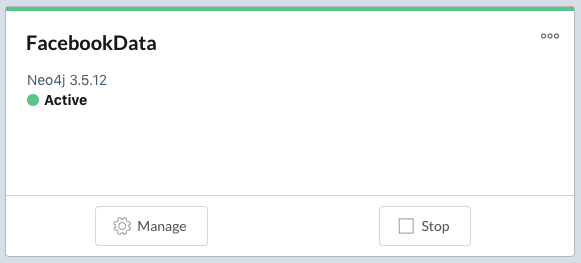 FacebookData
Neo4j 3.5.12
Active
Manage
Stop